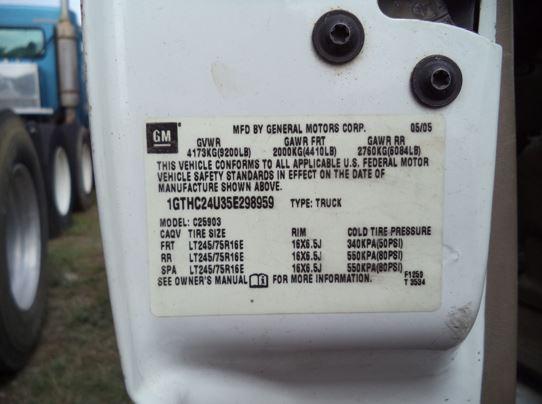 GM
MFD BY GENERAL MOTORS CORP. 05/05
GVWR GAWR FRT GAWR RR
4173KG(9200LB) 2000KG(4410LB) 2760KG(6084LB)
THIS VEHICLE CONFORMS TO ALL APPLICABLE U.S. FEDERAL MOTOR
VEHICLE SAFETY STANDARDS IN EFFECT ON THE DATE OF
MANUFACTURE SHOWN ABOVE.
1GTHC24U35E298959 TYPE: TRUCK
MODEL: C25903
CAQV TIRE SIZE RIM COLD TIRE PRESSURE
FRT LT245/75R16E 16X6.5J 340KPA(50PSI)
RR LT245/75R16E 16X6.5J 550KPA(80PSI)
SPA LT245/75R16E 16X6.5J 550KPA(80PSI)
SEE OWNER'S MANUAL FOR MORE INFORMATION.
F1259
T 3534